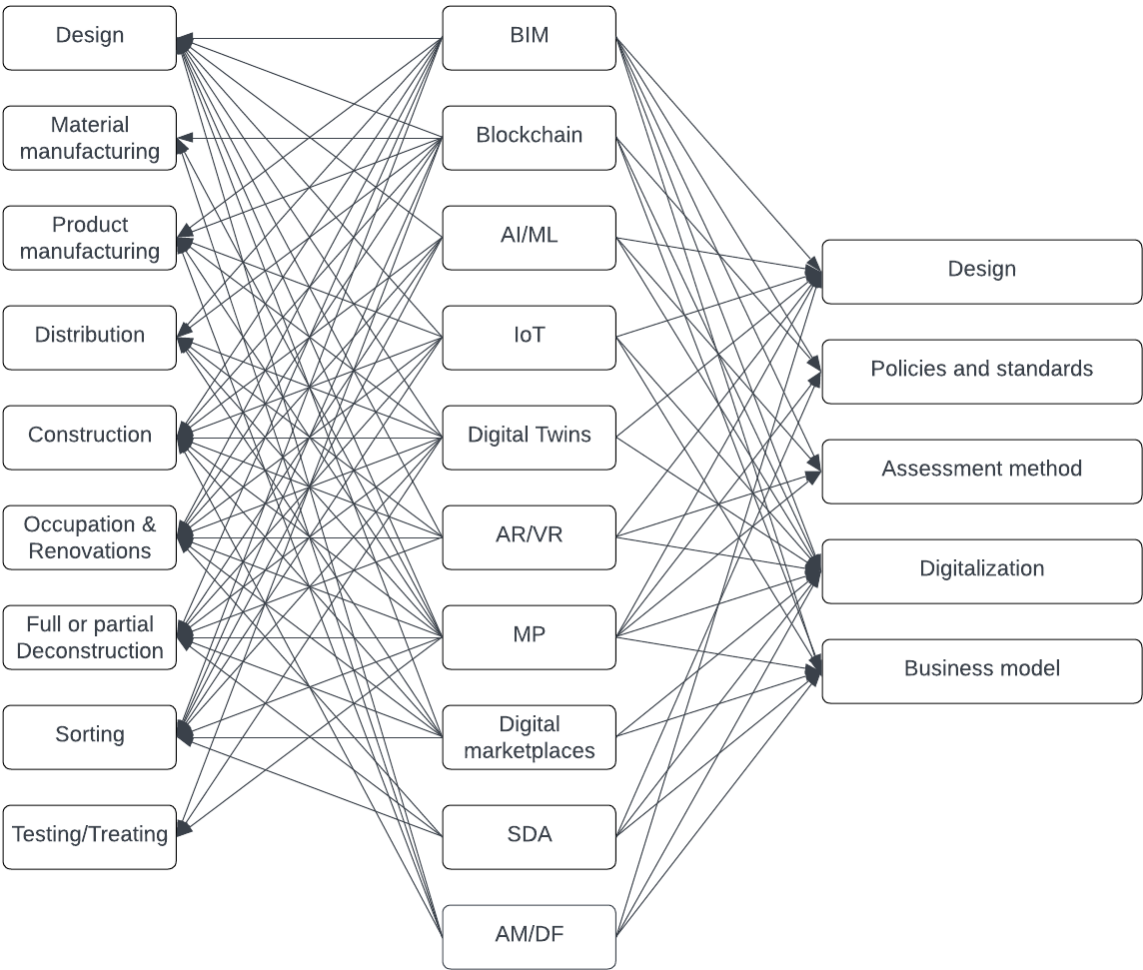 Design
Material
manufacturing
Product
manufacturing
Distribution
Construction
Occupation &
Renovations
Full or partial
Deconstruction
Sorting
Testing/Treating
BIM
Blockchain
AI/ML
IoT
Digital Twins
AR/VR
MP
Digital
marketplaces
SDA
AM/DF
Design
Policies and standards
Assessment method
Digitalization
Business model